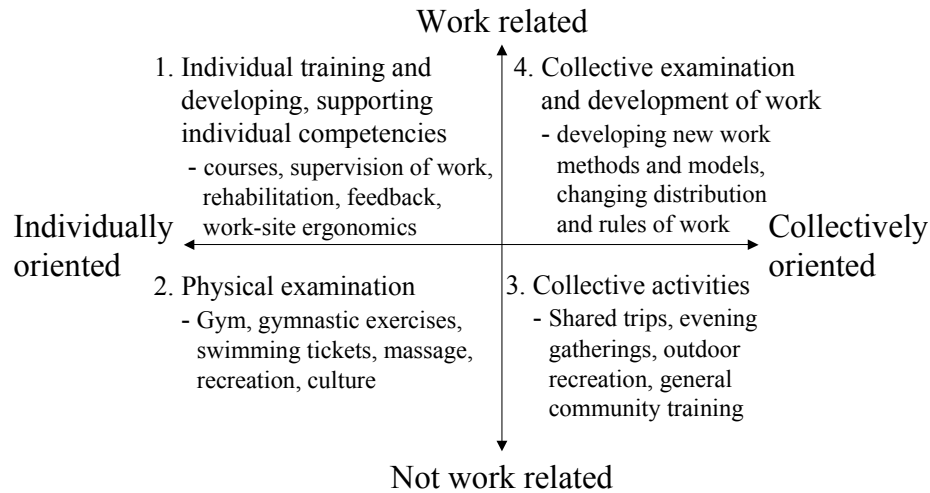 Work related
1. Individual training and
developing, supporting
individual competencies
- courses, supervision of work,
rehabilitation, feedback,
work-site ergonomics
4. Collective examination
and development of work
- developing new work
methods and models,
changing distribution
and rules of work
Individually
oriented
Collectively
oriented
2. Physical examination
- Gym, gymnastic exercises,
swimming tickets, massage,
recreation, culture
3. Collective activities
- Shared trips, evening
gatherings, outdoor
recreation, general
community training
Not work related